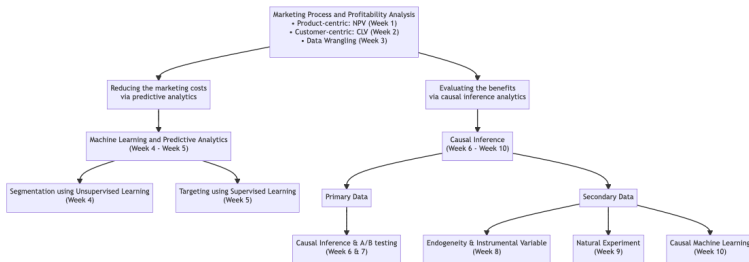 Marketing Process and Profitability Analysis
• Product-centric: NPV (Week 1)
• Customer-centric: CLV (Week 2)
• Data Wrangling (Week 3)
Reducing the marketing costs
via predictive analytics
Evaluating the benefits
via causal inference analytics
Machine Learning and Predictive Analytics
(Week 4 - Week 5)
Causal Inference
(Week 6 - Week 10)
Segmentation using Unsupervised Learning
(Week 4)
Targeting using Supervised Learning
(Week 5)
Primary Data
Secondary Data
Causal Inference & A/B testing
(Week 6 & 7)
Endogeneity & Instrumental Variable
(Week 8)
Natural Experiment
(Week 9)
Causal Machine Learning
(Week 10)